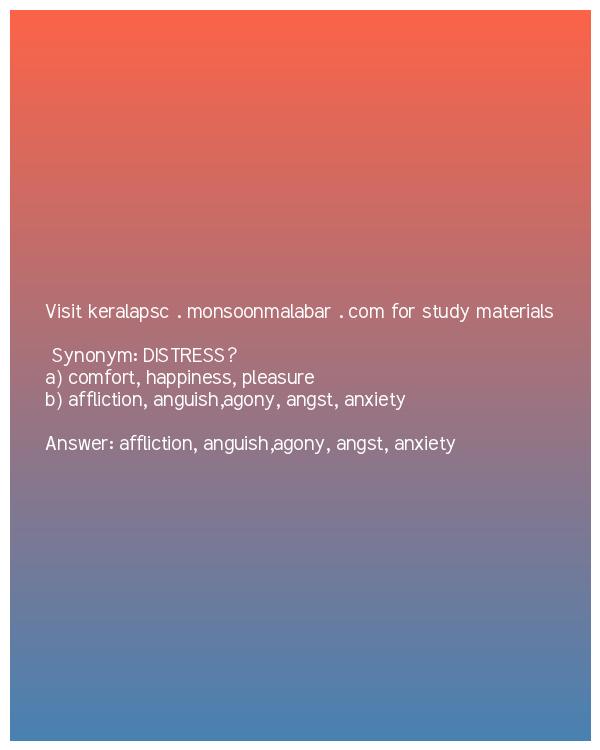 Visit keralapsc . monsoonmalabar . com for study materials
Synonym: DISTRESS?
a) comfort, happiness, pleasure
b) affliction, anguish,agony, angst, anxiety
Answer: affliction, anguish,agony, angst, anxiety